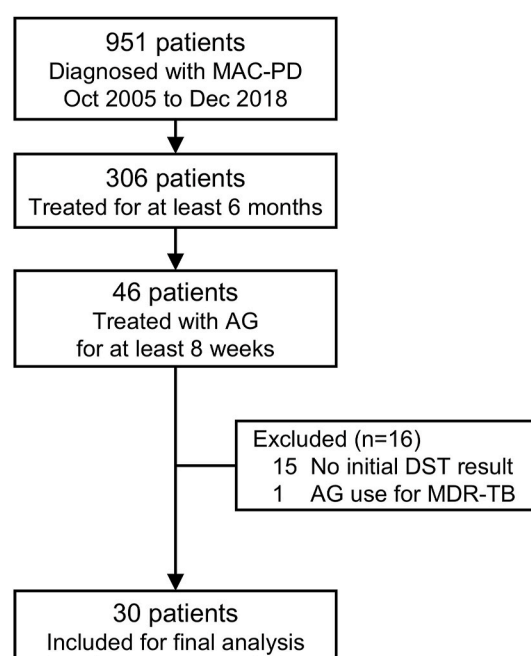 951 patients
Diagnosed with MAC-PD
Oct 2005 to Dec 2018
306 patients
Treated for at least 6 months
46 patients
Treated with AG
for at least 8 weeks
Excluded (n=16)
15 No initial DST result
1 AG use for MDR-TB
30 patients
Included for final analysis